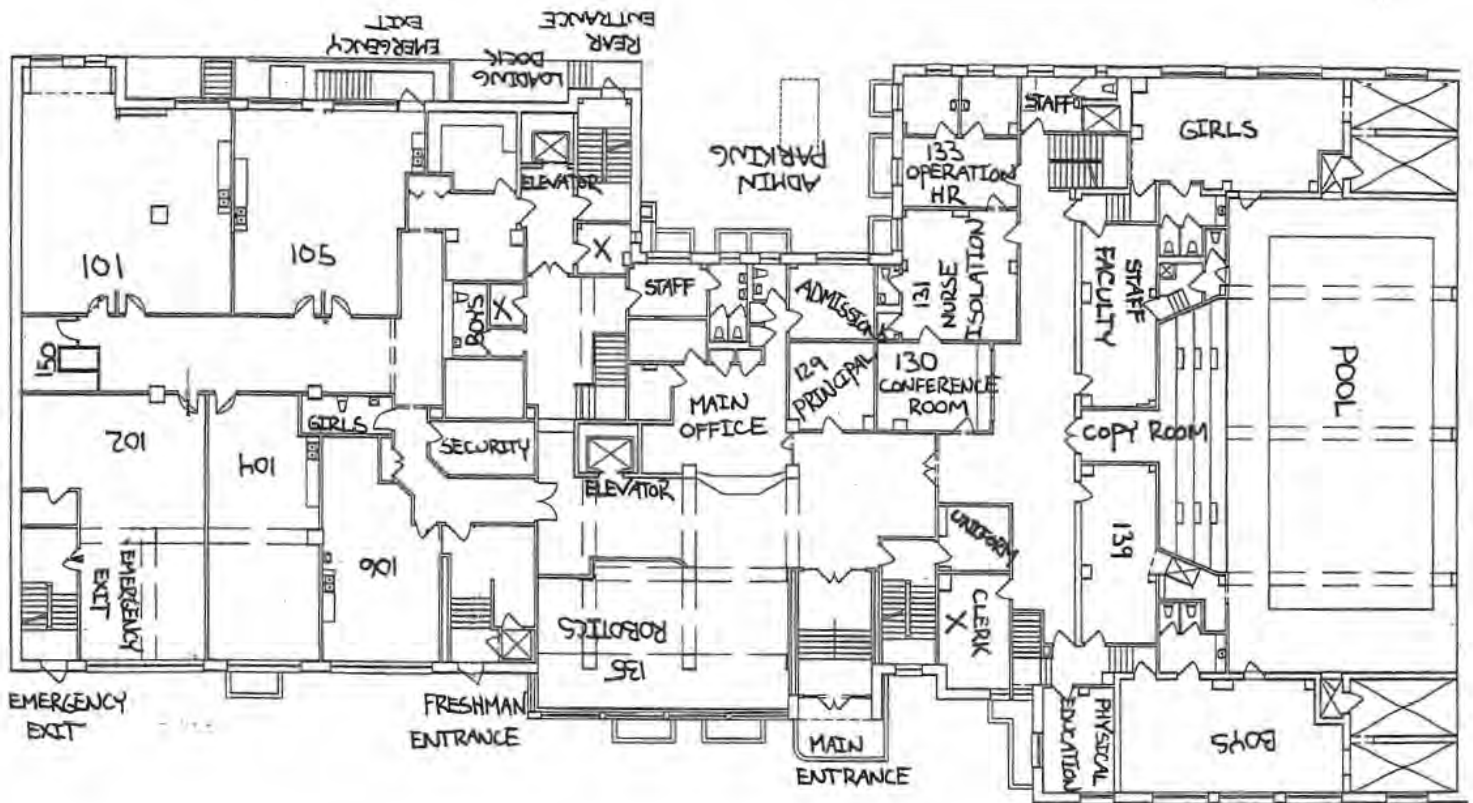 EMERGENCY
EXIT
LOADING
DOCK
REAR
ENTRANCE
ADMIN
PARKING
STAFF
GIRLS
133
OPERATION
HR
ELEVATOR
X
101
105
BOYS
X
STAFF
ADMISSION
131
NURSE
ISOLATION
STAFF
FACULTY
POOL
150
129
PRINCIPAL
130
CONFERENCE
ROOM
MAIN
OFFICE
102
104
GIRLS
SECURITY
ELEVATOR
COPY ROOM
106
UNIFORM
139
EMERGENCY
EXIT
ROBOTICS
135
CLERK
X
EMERGENCY
EXIT
FRESHMAN
ENTRANCE
MAIN
ENTRANCE
PHYSICAL
EDUCATION
BOYS